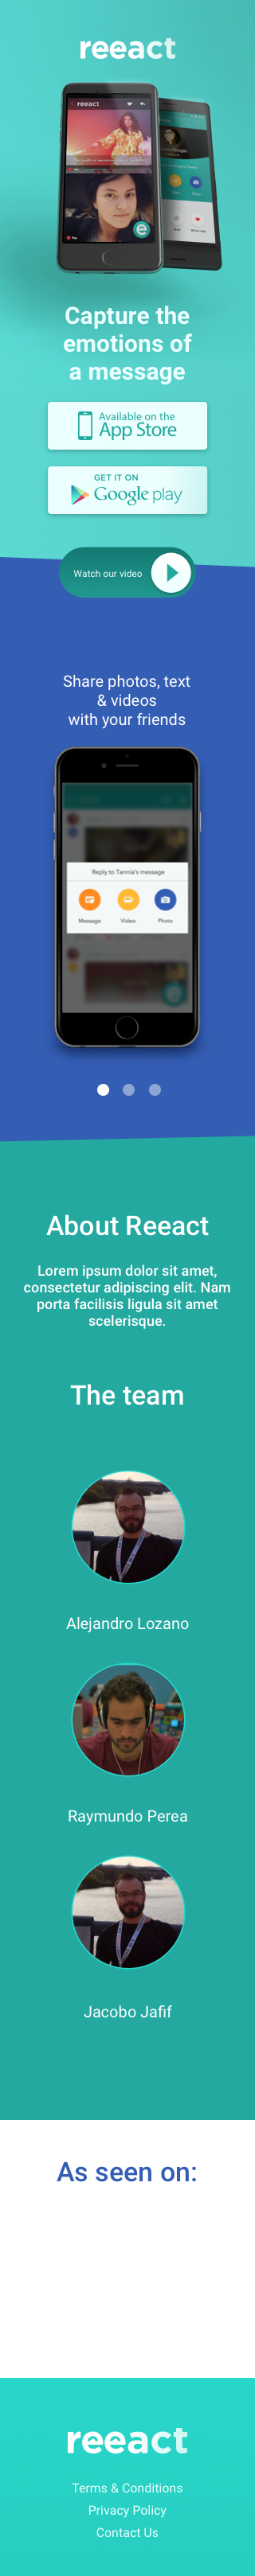 reeact
reeact
Capture the
emotions of
a message
Available on the
App Store
GET IT ON
Google play
Watch our video
Share photos, text
& videos
with your friends
Reply to Tannia's message
Message Video Photo
About Reeact
Lorem ipsum dolor sit amet,
consectetur adipiscing elit. Nam
porta facilisis ligula sit amet
scelerisque.
The team
Alejandro Lozano
Raymundo Perea
Jacobo Jafif
As seen on:
reeact
Terms & Conditions
Privacy Policy
Contact Us